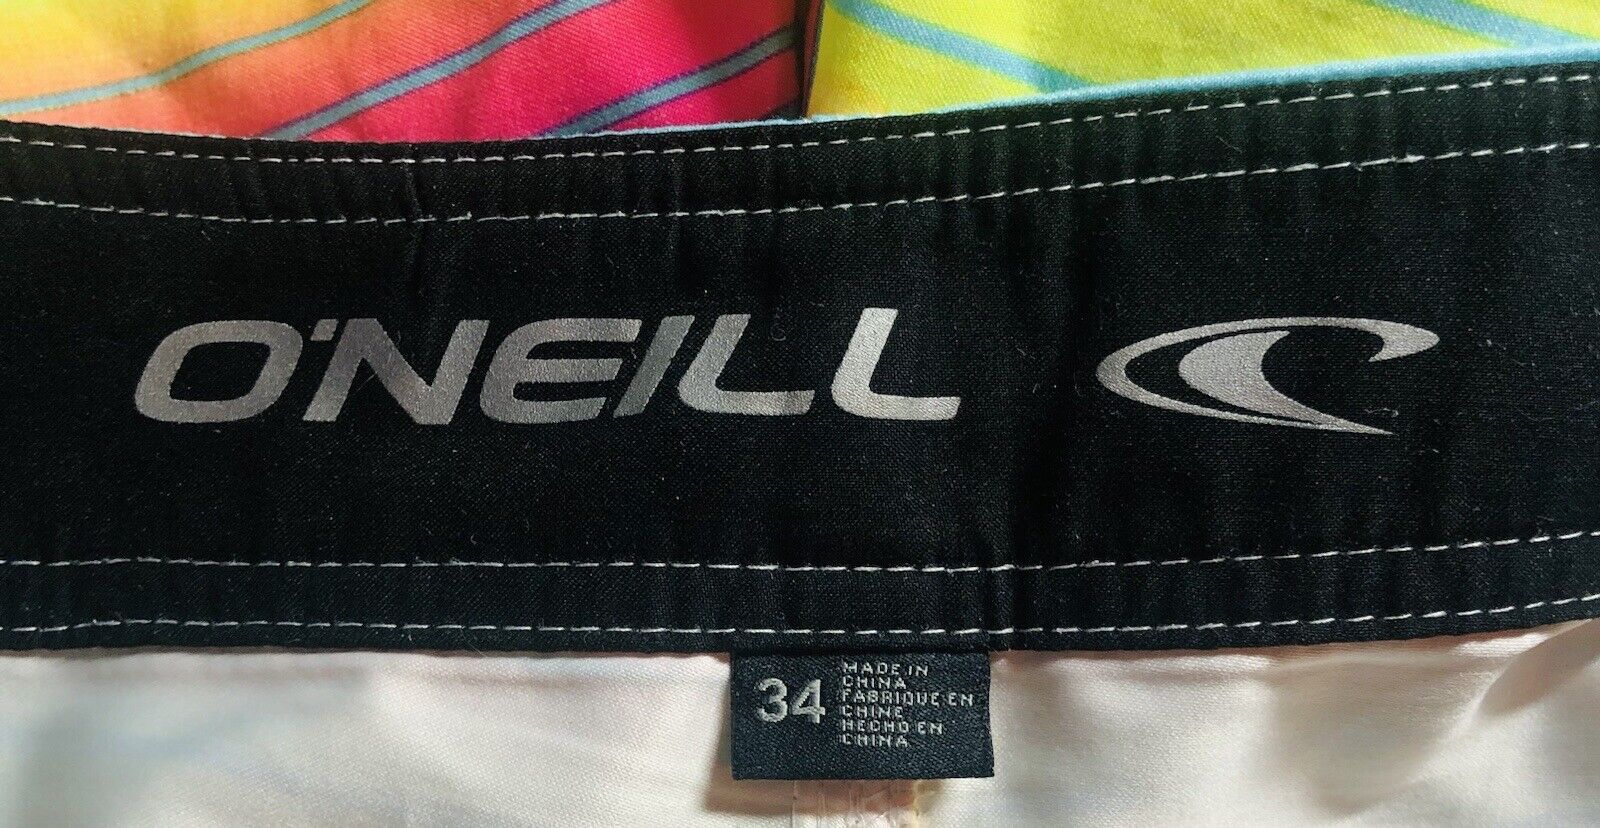 O'NEILL
34
MADE IN
CHINA
FABRIQUE EN
CHINE
HECHO EN
CHINA